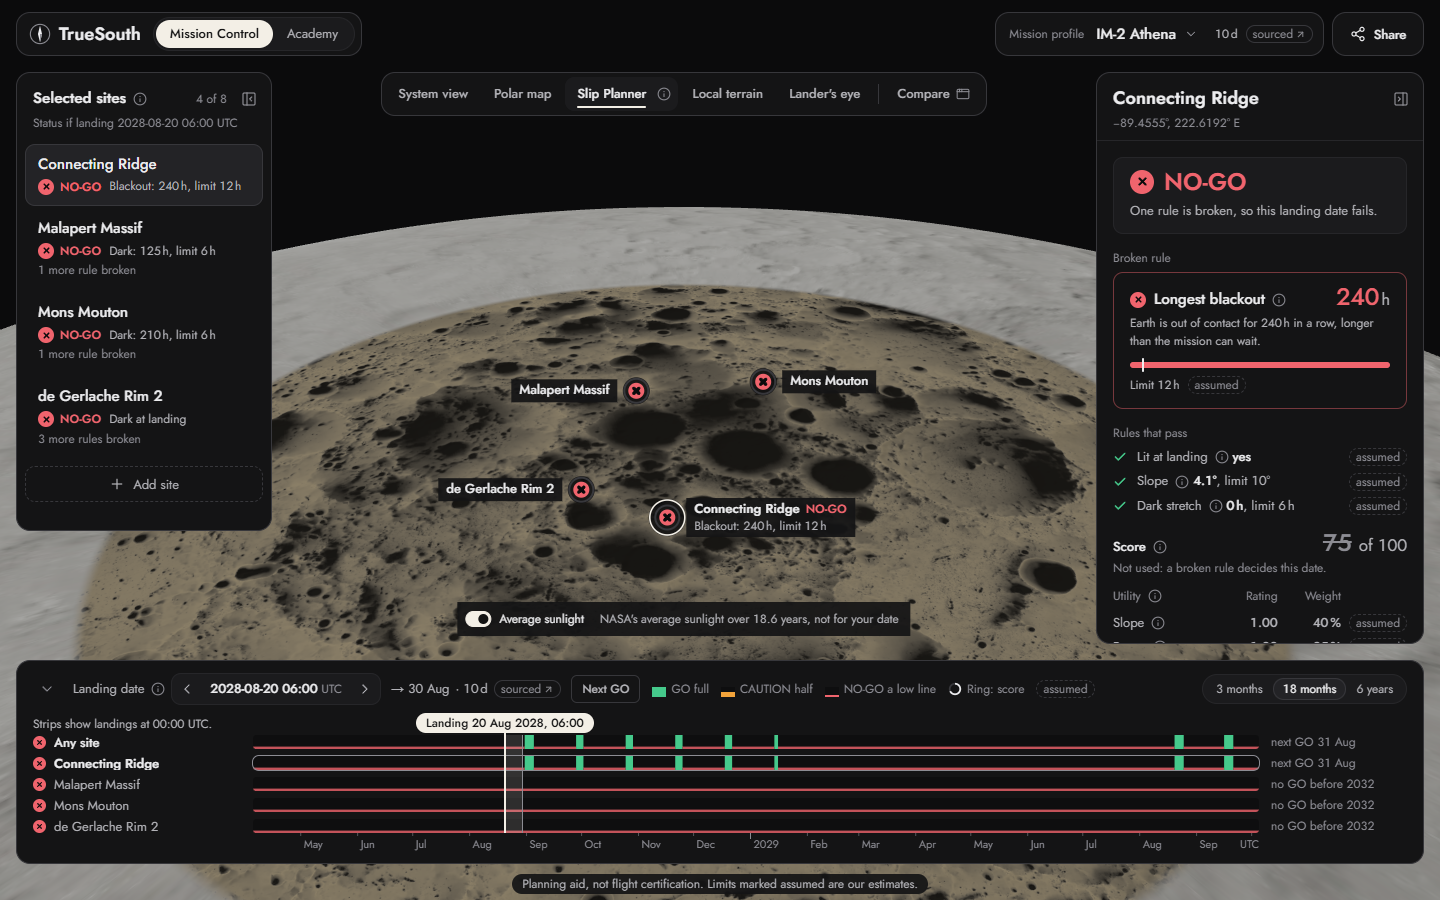 TrueSouth
Mission Control
Academy
Mission profile IM-2 Athena 10d sourced ↗
Share
Selected sites 4 of 8
Status if landing 2028-08-20 06:00 UTC
Connecting Ridge
NO-GO Blackout: 240h, limit 12h
Malapert Massif
NO-GO Dark: 125h, limit 6h
1 more rule broken
Mons Mouton
NO-GO Dark: 210h, limit 6h
1 more rule broken
de Gerlache Rim 2
NO-GO Dark at landing
3 more rules broken
+ Add site
System view
Polar map
Slip Planner
Local terrain
Lander's eye
Compare
Malapert Massif
Mons Mouton
de Gerlache Rim 2
Connecting Ridge NO-GO
Blackout: 240h, limit 12h
Average sunlight NASA's average sunlight over 18.6 years, not for your date
Connecting Ridge
−89.4555°, 222.6192° E
NO-GO
One rule is broken, so this landing date fails.
Broken rule
Longest blackout 240h
Earth is out of contact for 240h in a row, longer
than the mission can wait.
Limit 12h assumed
Rules that pass
Lit at landing yes assumed
Slope 4.1°, limit 10° assumed
Dark stretch 0h, limit 6h assumed
Score 75 of 100
Not used: a broken rule decides this date.
Utility Rating Weight
Slope 1.00 40% assumed
Landing date 2028-08-20 06:00 UTC → 30 Aug · 10d sourced ↗ Next GO GO full CAUTION half NO-GO a low line Ring: score assumed
3 months 18 months 6 years
Strips show landings at 00:00 UTC.
Landing 20 Aug 2028, 06:00
Any site next GO 31 Aug
Connecting Ridge next GO 31 Aug
Malapert Massif no GO before 2032
Mons Mouton no GO before 2032
de Gerlache Rim 2 no GO before 2032
May Jun Jul Aug Sep Oct Nov Dec 2029 Feb Mar Apr May Jun Jul Aug Sep UTC
Planning aid, not flight certification. Limits marked assumed are our estimates.